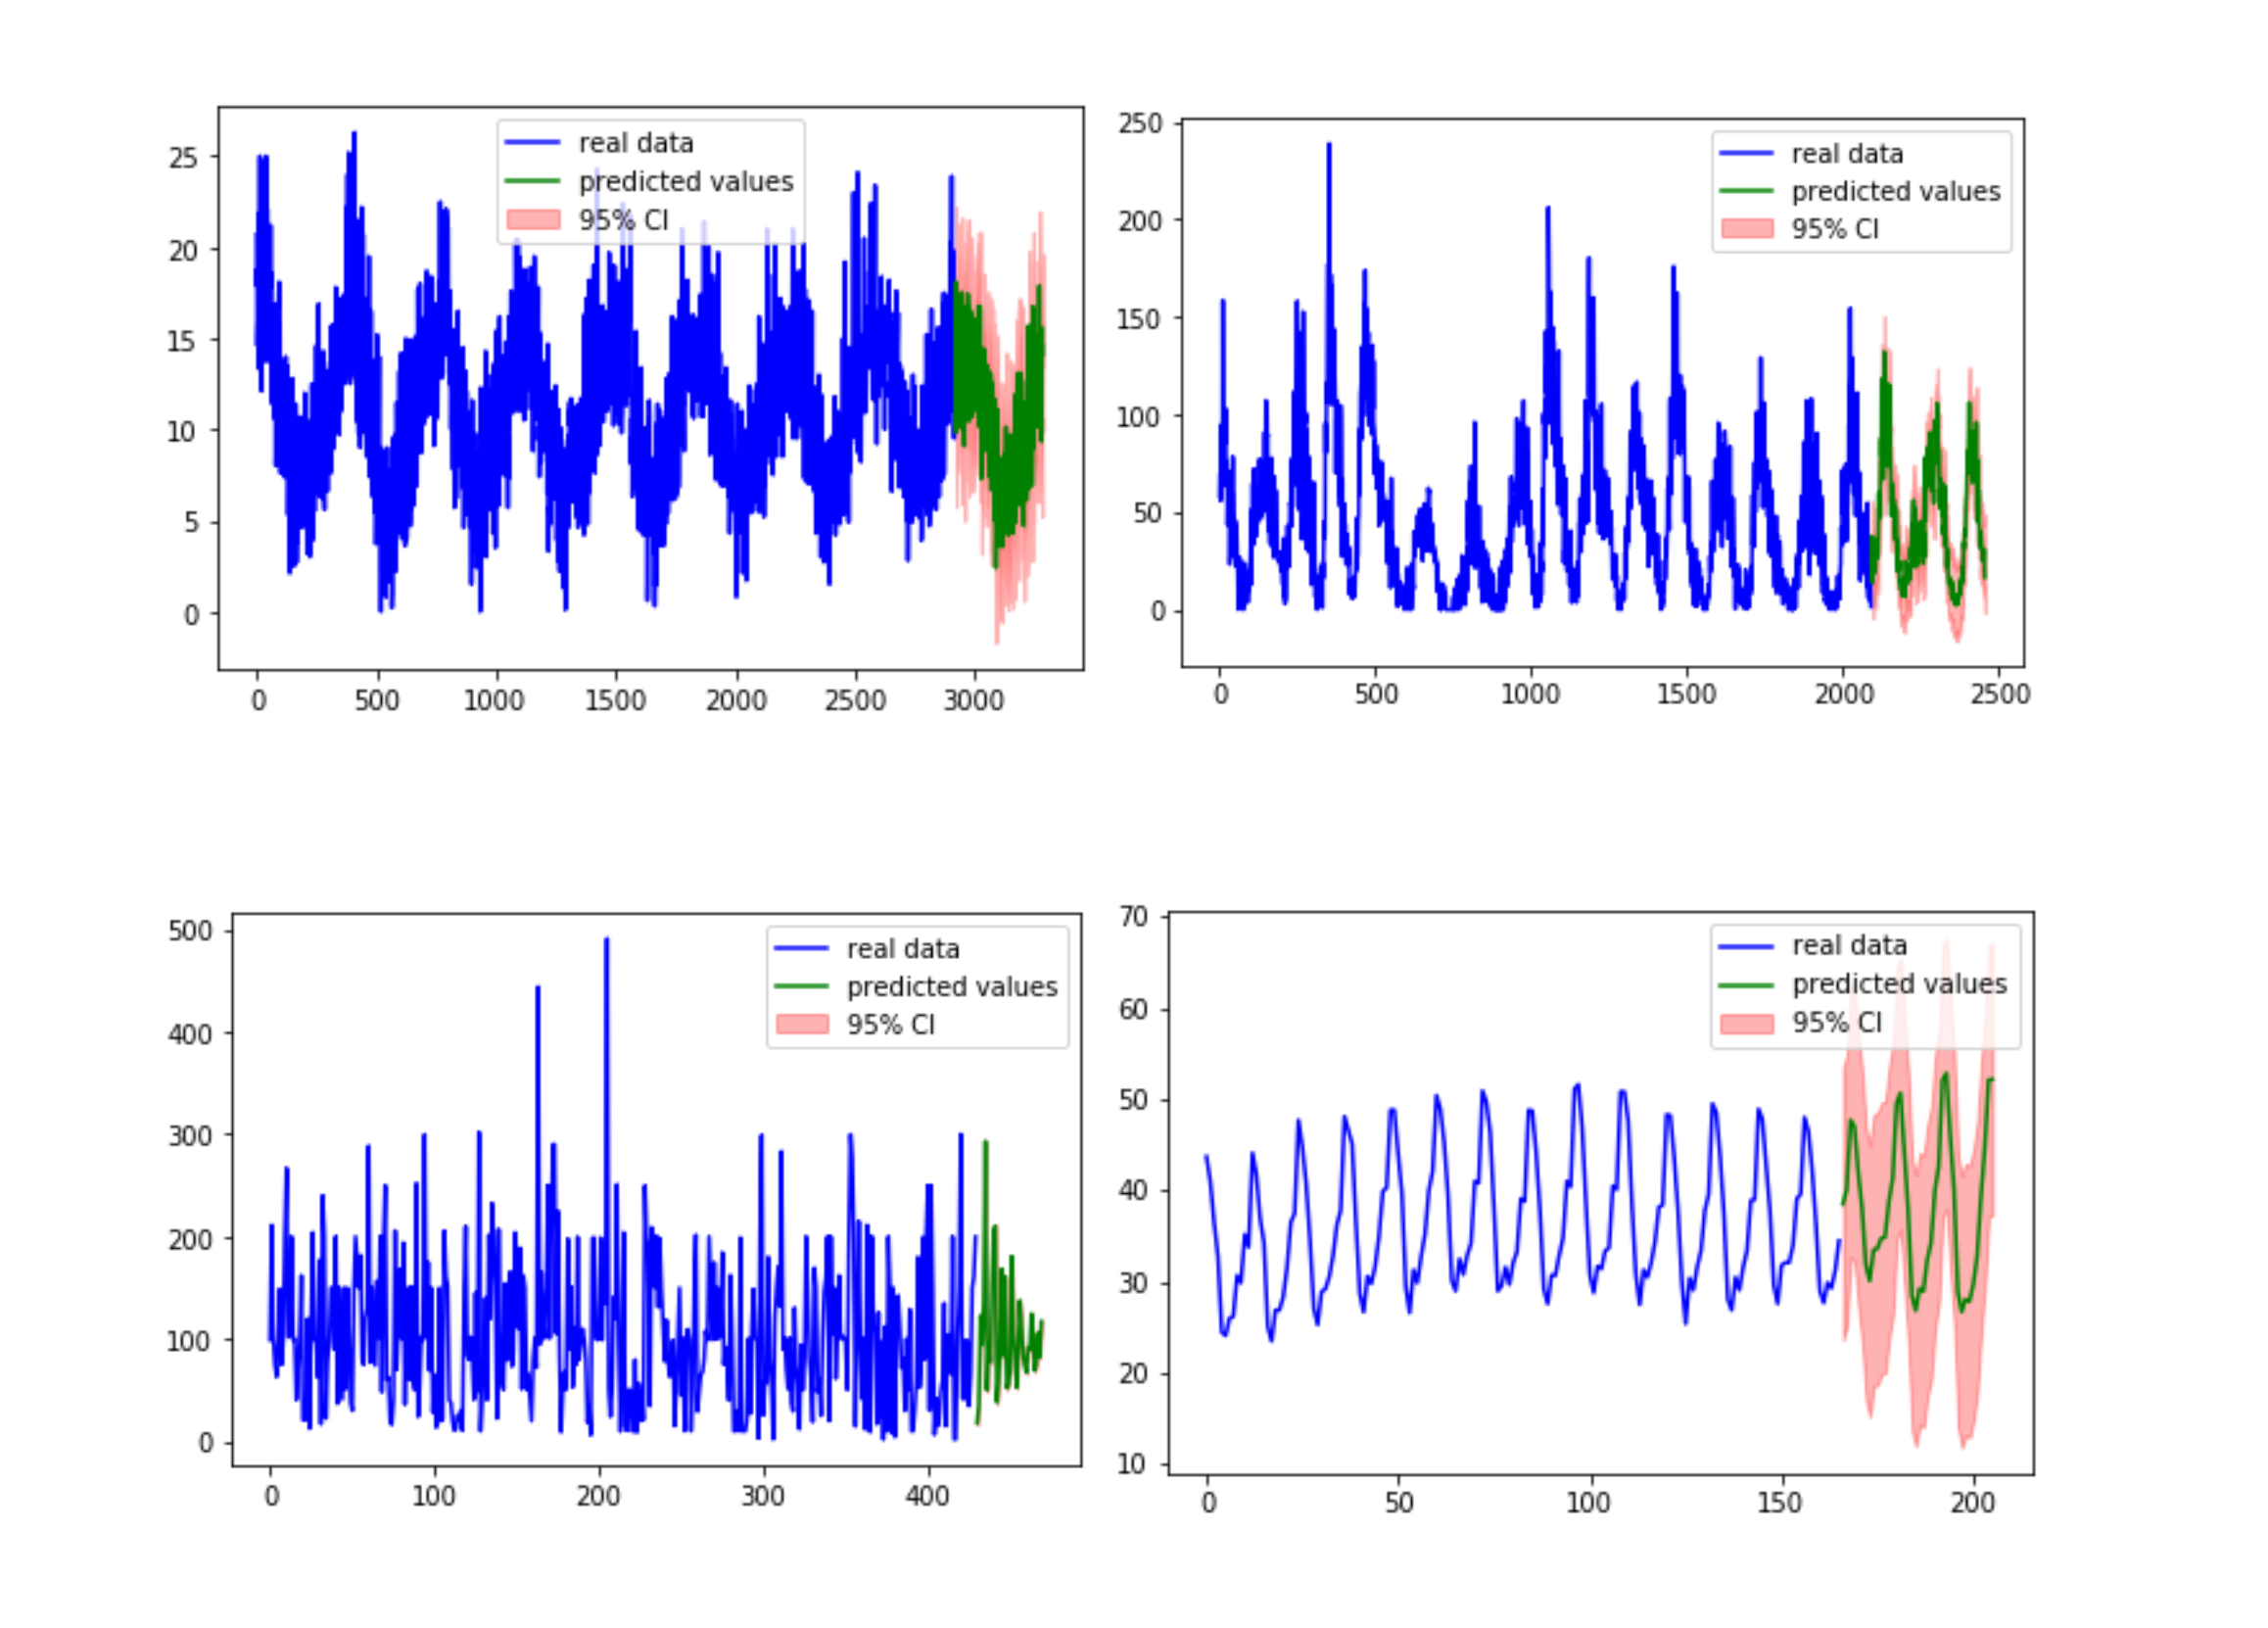 real data
predicted values
95% CI
25
20
15
10
5
0
0 500 1000 1500 2000 2500 3000
250
200
150
100
50
0
real data
predicted values
95% CI
0 500 1000 1500 2000 2500
500
400
300
200
100
0
real data
predicted values
95% CI
0 100 200 300 400
70
60
50
40
30
20
10
real data
predicted values
95% CI
0 50 100 150 200